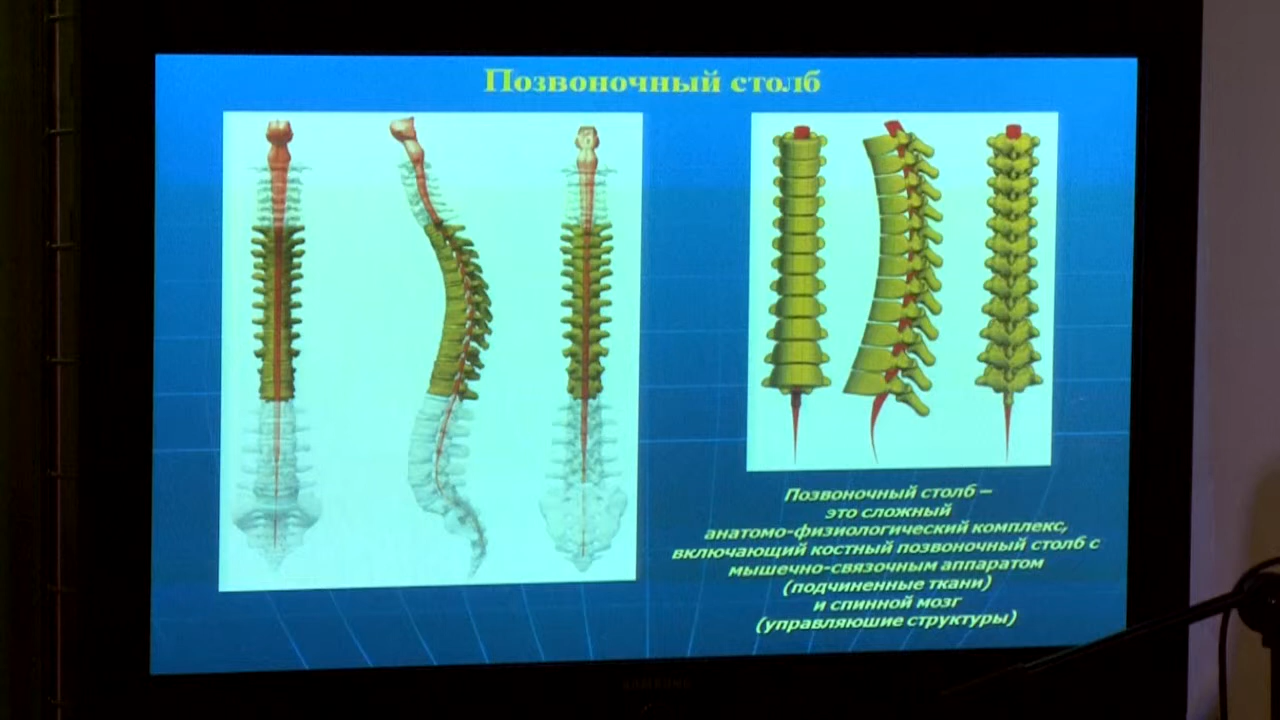 Позвоночный столб
Позвоночный столб –
это сложный
анатомо-физиологический комплекс,
включающий костный позвоночный столб с
мышечно-связочным аппаратом
(подчиненные ткани)
и спинной мозг
(управляюшие структуры)
SAMSUNG